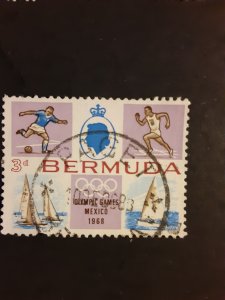 3d
BERMUDA
OLYMPIC GAMES
MEXICO
1968